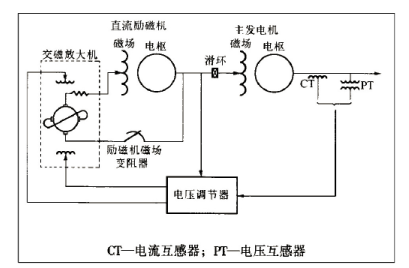 直流励磁机
主发电机
交磁放大机
磁场
电枢
滑环
磁场
电枢
CT
PT
励磁机磁场
变阻器
电压调节器
CT—电流互感器；PT—电压互感器